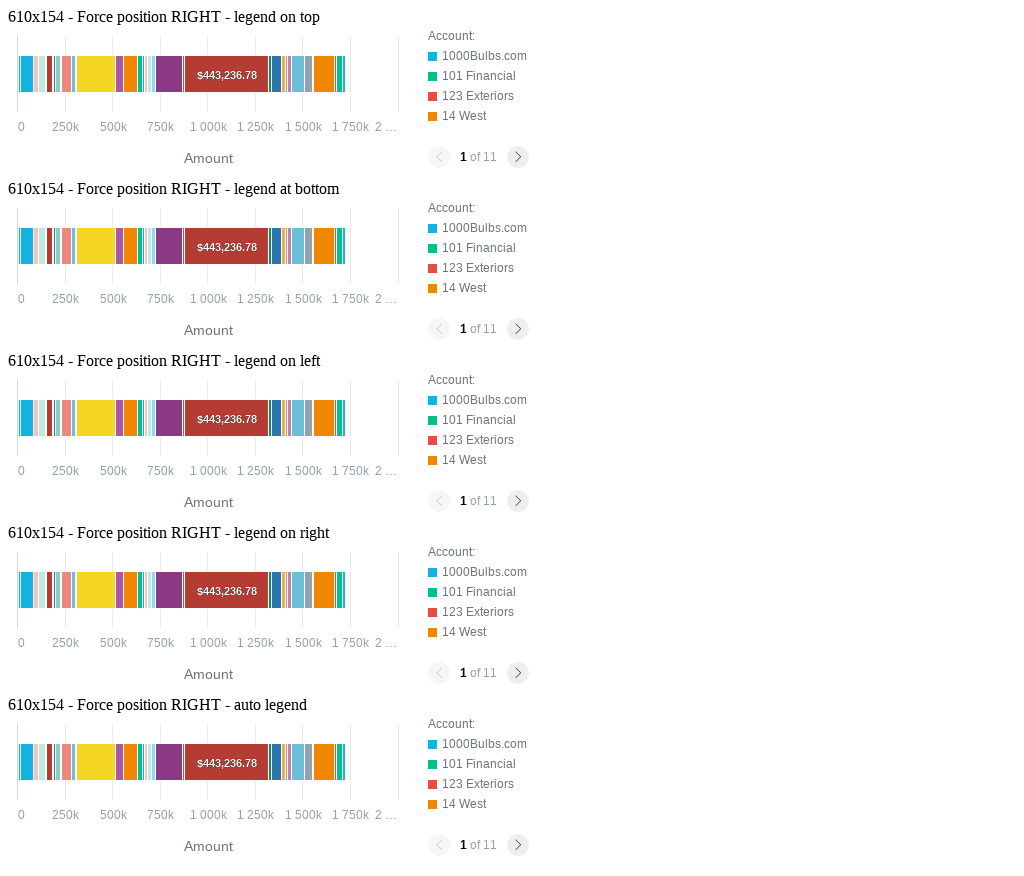 610x154 - Force position RIGHT - legend on top
$443,236.78
0 250k 500k 750k 1 000k 1 250k 1 500k 1 750k 2 ...
Amount
Account:
1000Bulbs.com
101 Financial
123 Exteriors
14 West
1 of 11
610x154 - Force position RIGHT - legend at bottom
$443,236.78
0 250k 500k 750k 1 000k 1 250k 1 500k 1 750k 2 ...
Amount
Account:
1000Bulbs.com
101 Financial
123 Exteriors
14 West
1 of 11
610x154 - Force position RIGHT - legend on left
$443,236.78
0 250k 500k 750k 1 000k 1 250k 1 500k 1 750k 2 ...
Amount
Account:
1000Bulbs.com
101 Financial
123 Exteriors
14 West
1 of 11
610x154 - Force position RIGHT - legend on right
$443,236.78
0 250k 500k 750k 1 000k 1 250k 1 500k 1 750k 2 ...
Amount
Account:
1000Bulbs.com
101 Financial
123 Exteriors
14 West
1 of 11
610x154 - Force position RIGHT - auto legend
$443,236.78
0 250k 500k 750k 1 000k 1 250k 1 500k 1 750k 2 ...
Amount
Account:
1000Bulbs.com
101 Financial
123 Exteriors
14 West
1 of 11